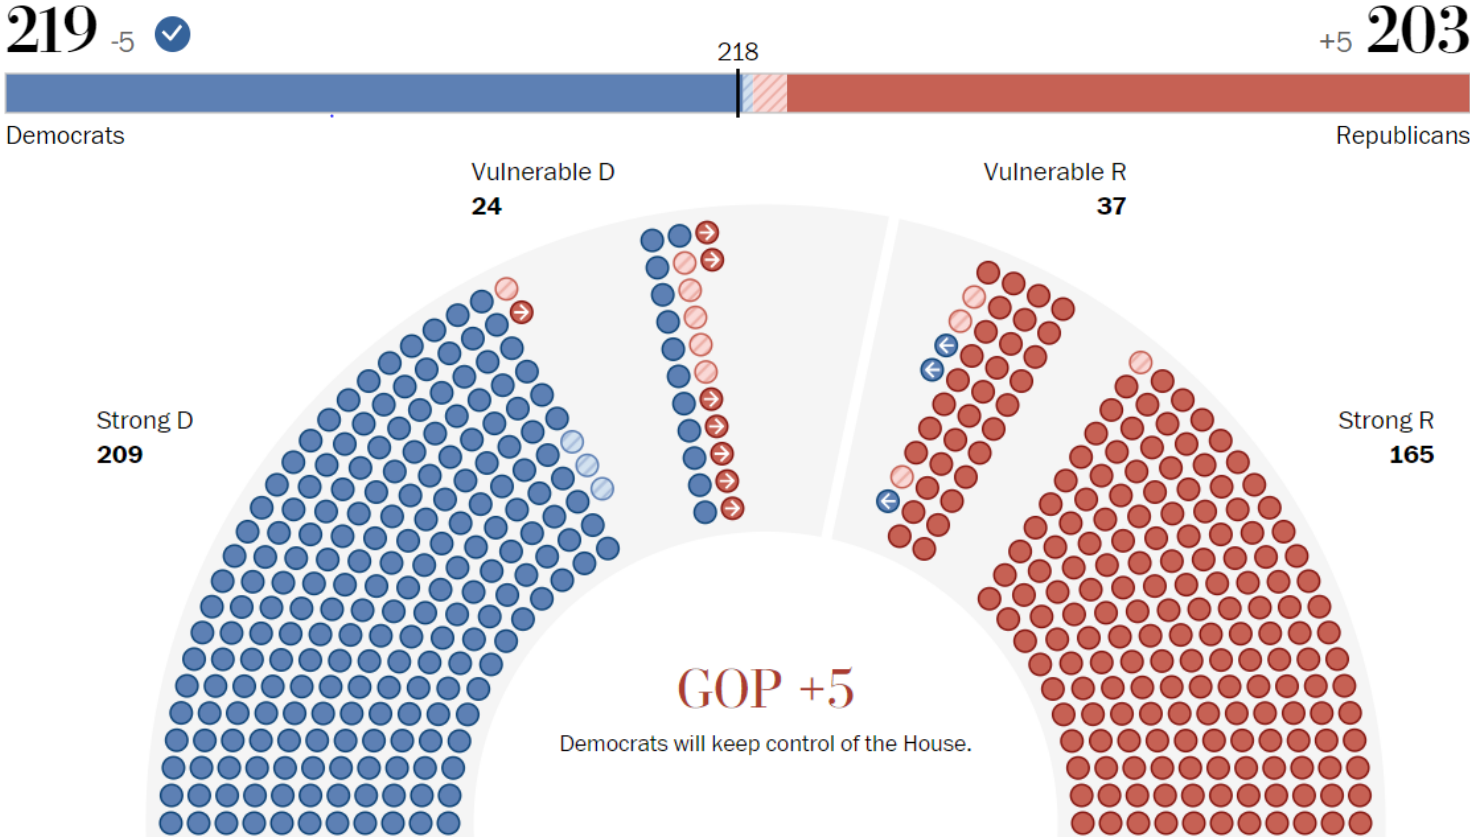 219 -5
+5 203
218
Democrats
Republicans
Vulnerable D
24
Vulnerable R
37
Strong D
209
Strong R
165
GOP +5
Democrats will keep control of the House.